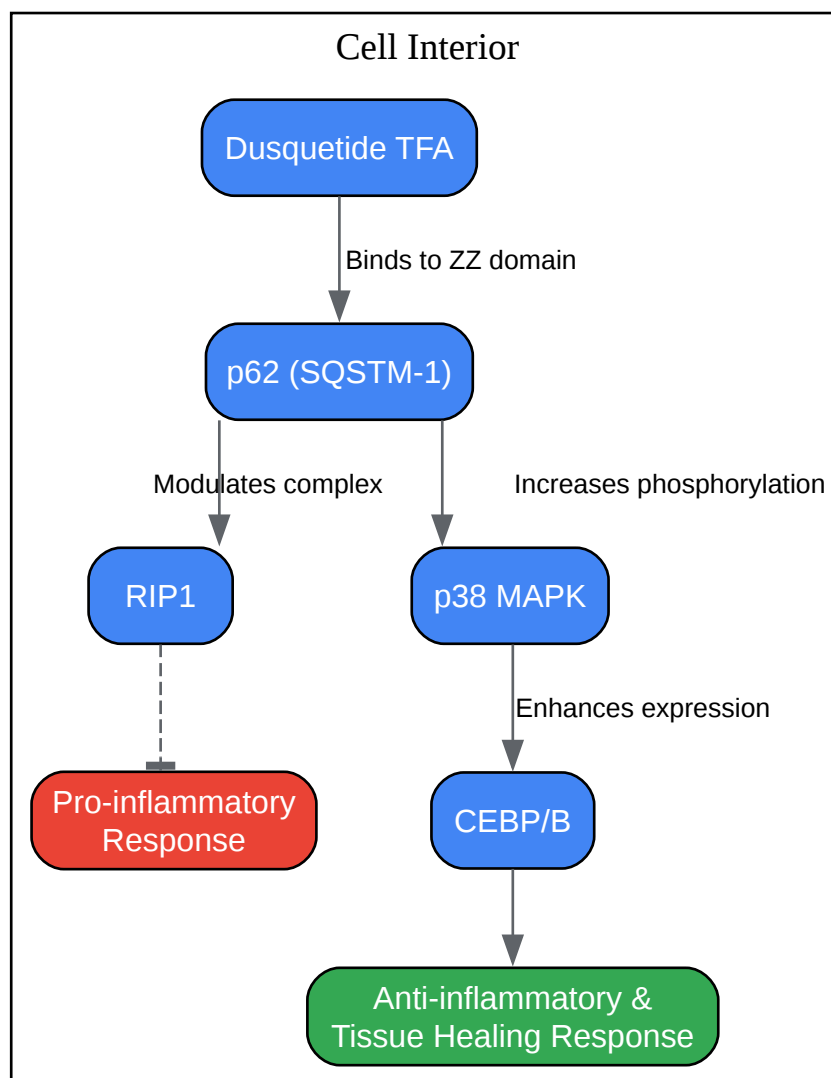 Cell Interior
Dusquetide TFA
Binds to ZZ domain
p62 (SQSTM-1)
Modulates complex
Increases phosphorylation
RIP1
p38 MAPK
Enhances expression
Pro-inflammatory
Response
CEBP/B
Anti-inflammatory &
Tissue Healing Response